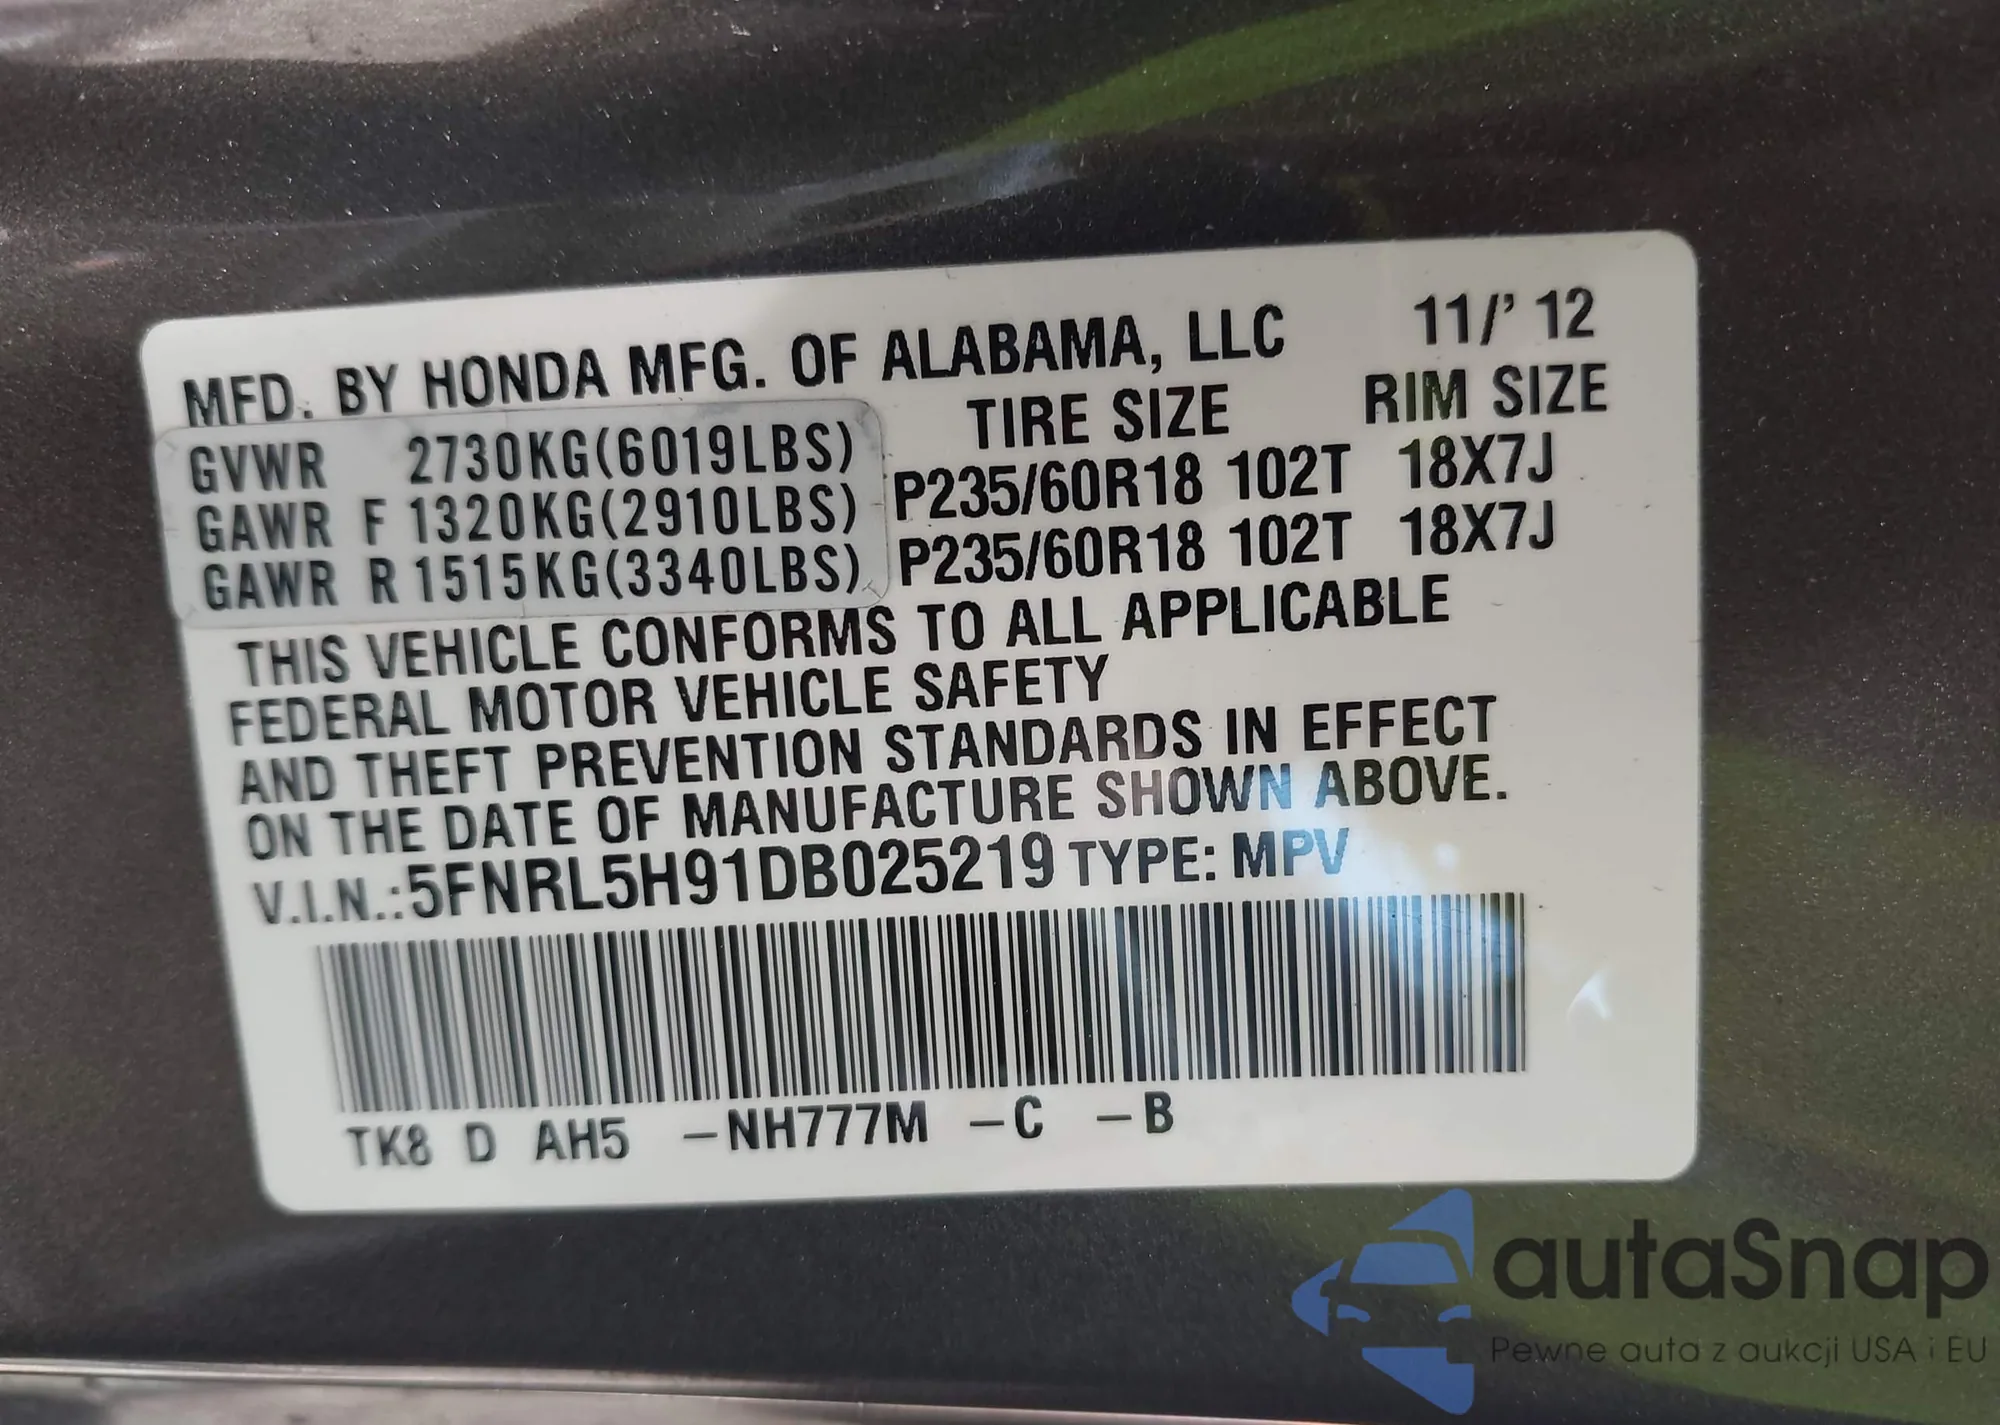 MFD. BY HONDA MFG. OF ALABAMA, LLC 11/'12
TIRE SIZE RIM SIZE
GVWR 2730KG(6019LBS)
GAWR F 1320KG(2910LBS) P235/60R18 102T 18X7J
GAWR R 1515KG(3340LBS) P235/60R18 102T 18X7J
THIS VEHICLE CONFORMS TO ALL APPLICABLE
FEDERAL MOTOR VEHICLE SAFETY
AND THEFT PREVENTION STANDARDS IN EFFECT
ON THE DATE OF MANUFACTURE SHOWN ABOVE.
V.I.N.:5FNRL5H91DB025219 TYPE: MPV
TK8 D AH5 –NH777M –C –B
autaSnap
Pewne auta z aukcji USA i EU